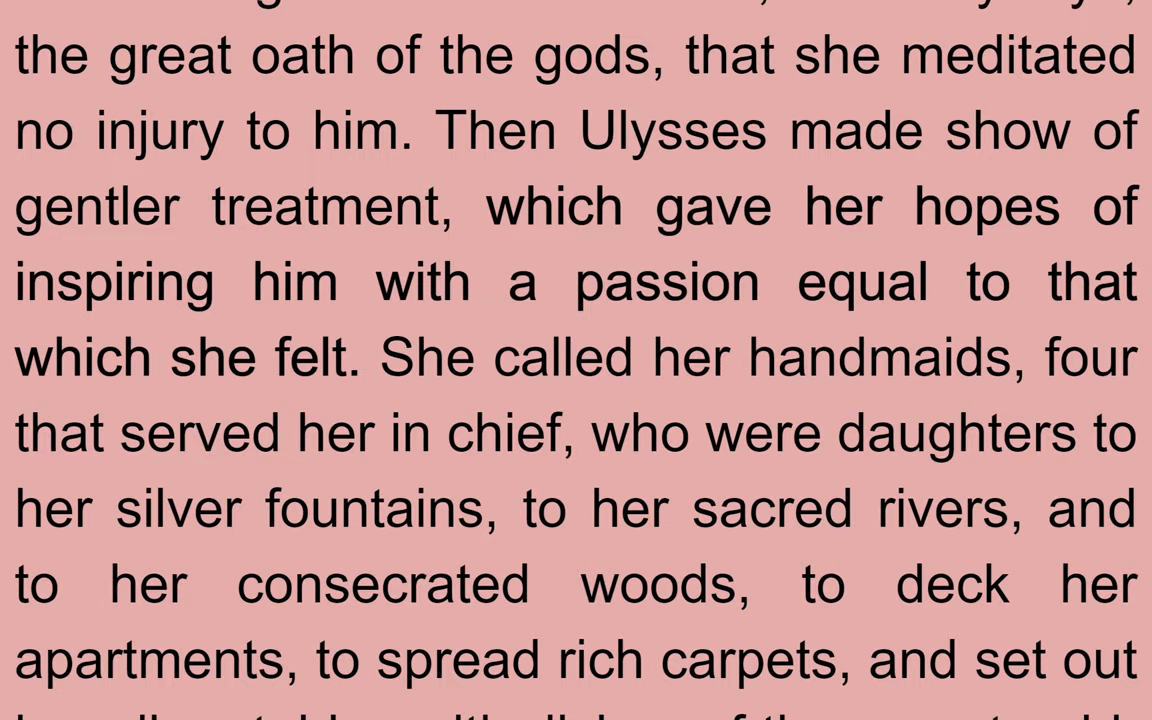 the great oath of the gods, that she meditated
no injury to him. Then Ulysses made show of
gentler treatment, which gave her hopes of
inspiring him with a passion equal to that
which she felt. She called her handmaids, four
that served her in chief, who were daughters to
her silver fountains, to her sacred rivers, and
to her consecrated woods, to deck her
apartments, to spread rich carpets, and set out